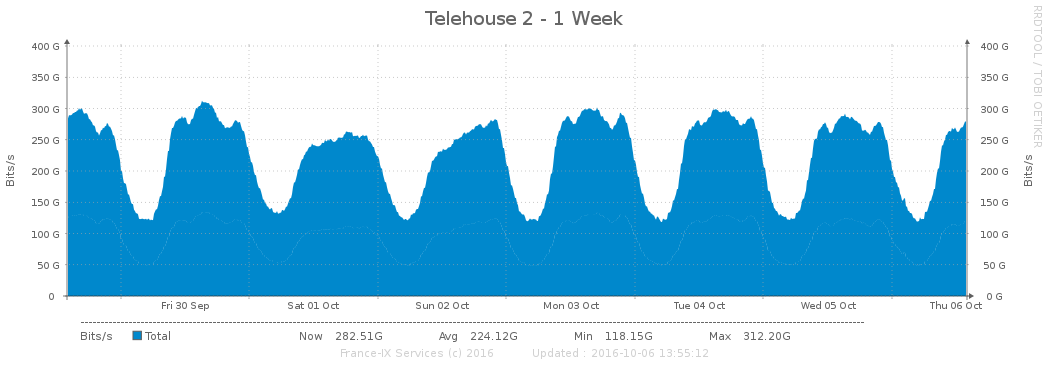 Telehouse 2 - 1 Week
RRDTOOL / TOBI OETIKER
Bits/s
400 G
350 G
300 G
250 G
200 G
150 G
100 G
50 G
0
400 G
350 G
300 G
250 G
200 G
150 G
100 G
50 G
0 G
Bits/s
Fri 30 Sep Sat 01 Oct Sun 02 Oct Mon 03 Oct Tue 04 Oct Wed 05 Oct Thu 06 Oct
Bits/s Total Now 282.51G Avg 224.12G Min 118.15G Max 312.20G
France-IX Services (c) 2016 Updated : 2016-10-06 13:55:12